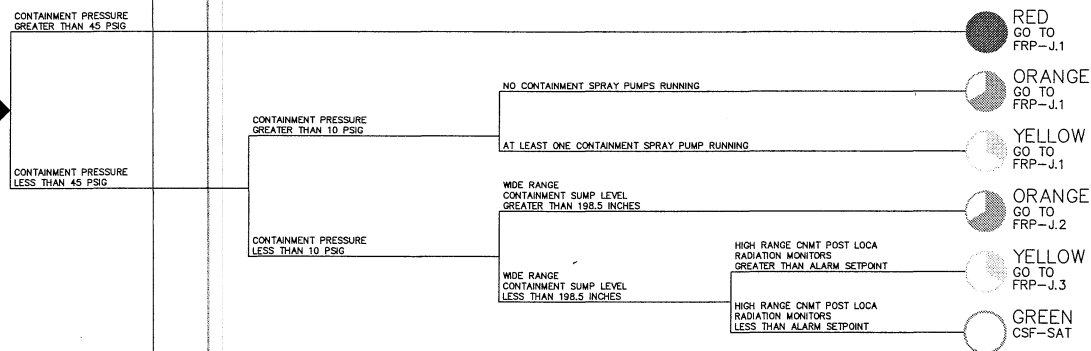 CONTAINMENT PRESSURE
GREATER THAN 45 PSIG
RED
GO TO
FRP-J.1
NO CONTAINMENT SPRAY PUMPS RUNNING
ORANGE
GO TO
FRP-J.1
CONTAINMENT PRESSURE
GREATER THAN 10 PSIG
AT LEAST ONE CONTAINMENT SPRAY PUMP RUNNING
YELLOW
GO TO
FRP-J.1
CONTAINMENT PRESSURE
LESS THAN 45 PSIG
WIDE RANGE
CONTAINMENT SUMP LEVEL
GREATER THAN 198.5 INCHES
ORANGE
GO TO
FRP-J.2
CONTAINMENT PRESSURE
LESS THAN 10 PSIG
HIGH RANGE CNMT POST LOCA
RADIATION MONITORS
GREATER THAN ALARM SETPOINT
YELLOW
GO TO
FRP-J.3
WIDE RANGE
CONTAINMENT SUMP LEVEL
LESS THAN 198.5 INCHES
HIGH RANGE CNMT POST LOCA
RADIATION MONITORS
LESS THAN ALARM SETPOINT
GREEN
CSF-SAT